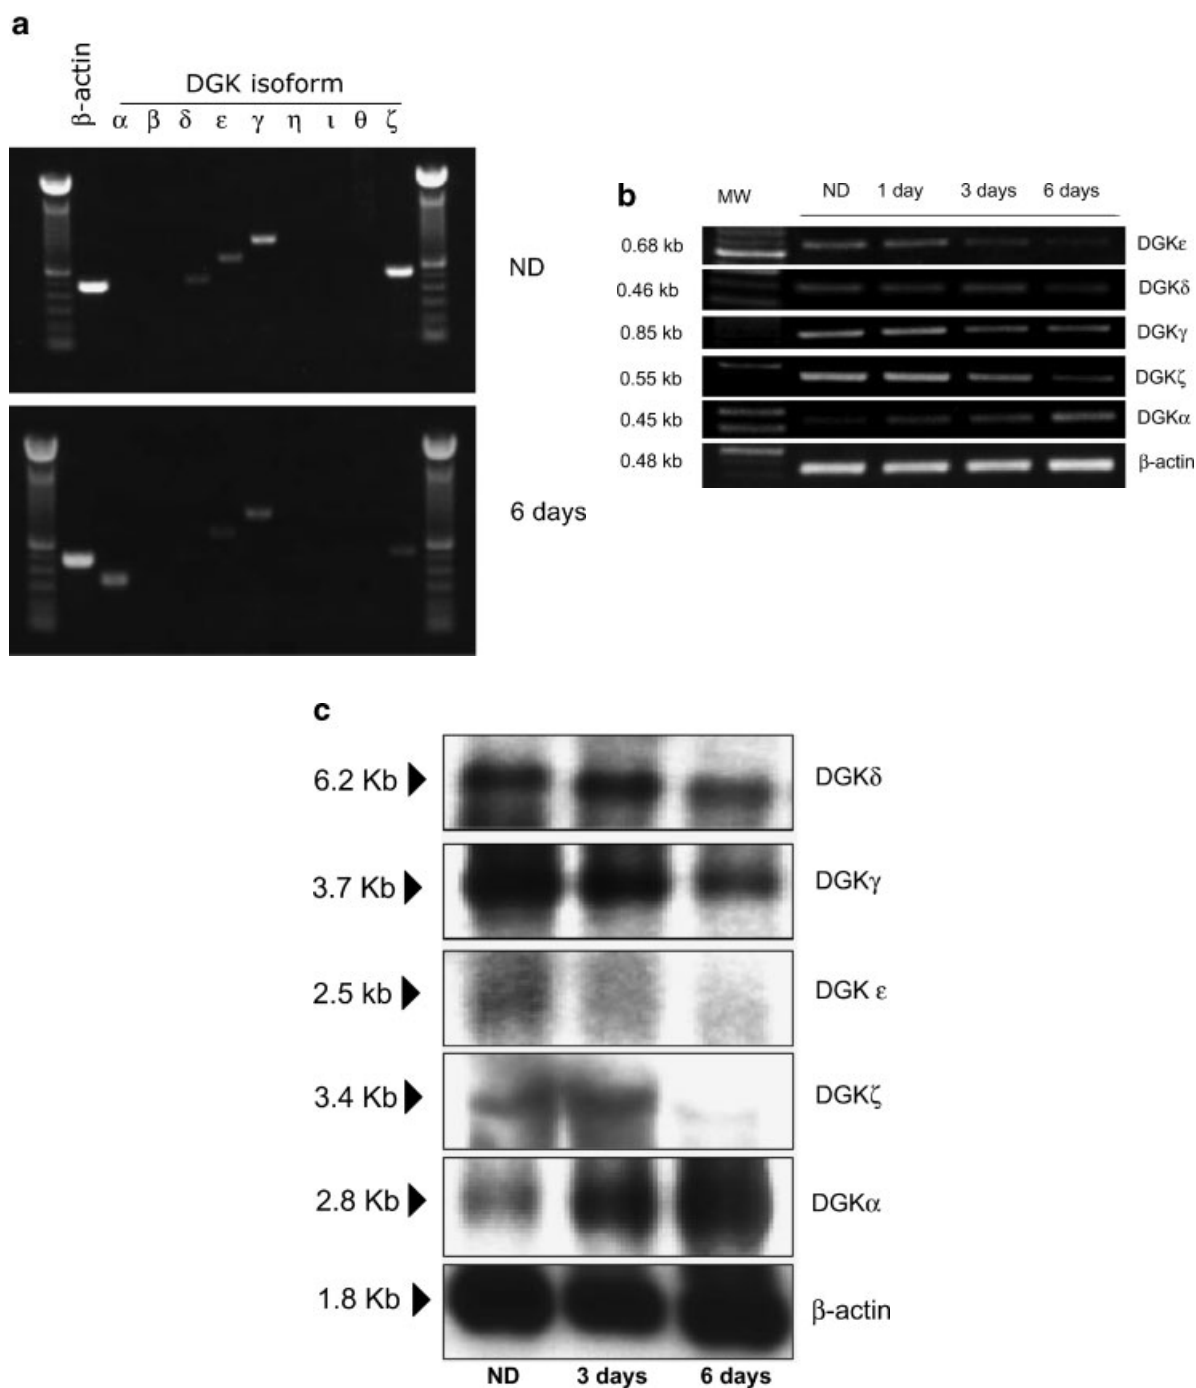 a
β-actin
DGK isoform
α β δ ε γ η ι θ ζ
ND
6 days
b
MW ND 1 day 3 days 6 days
0.68 kb DGKε
0.46 kb DGKδ
0.85 kb DGKγ
0.55 kb DGKζ
0.45 kb DGKα
0.48 kb β-actin
c
6.2 Kb DGKδ
3.7 Kb DGKγ
2.5 kb DGK ε
3.4 Kb DGKζ
2.8 Kb DGKα
1.8 Kb β-actin
ND 3 days 6 days